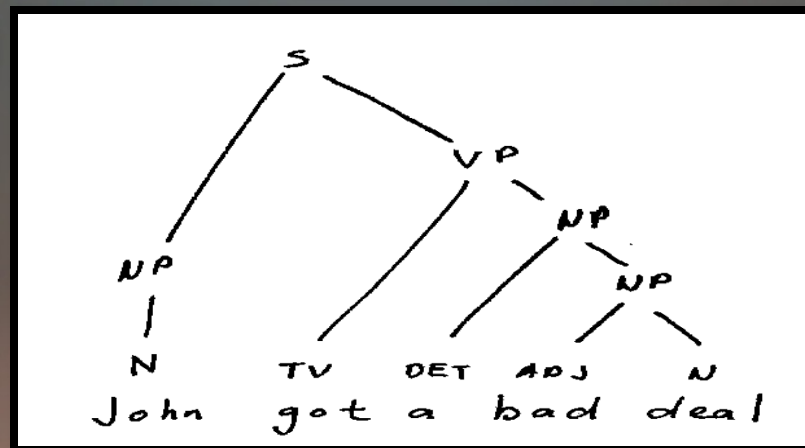 S
VP
NP
NP NP
N TV DET ADJ N
John got a bad deal